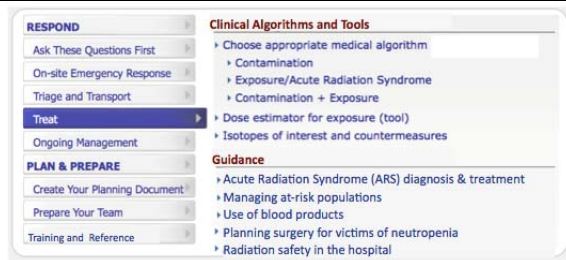 RESPOND
Ask These Questions First
On-site Emergency Response
Triage and Transport
Treat
Ongoing Management
PLAN & PREPARE
Create Your Planning Document
Prepare Your Team
Training and Reference
Clinical Algorithms and Tools
Choose appropriate medical algorithm
Contamination
Exposure/Acute Radiation Syndrome
Contamination + Exposure
Dose estimator for exposure (tool)
Isotopes of interest and countermeasures
Guidance
Acute Radiation Syndrome (ARS) diagnosis & treatment
Managing at-risk populations
Use of blood products
Planning surgery for victims of neutropenia
Radiation safety in the hospital